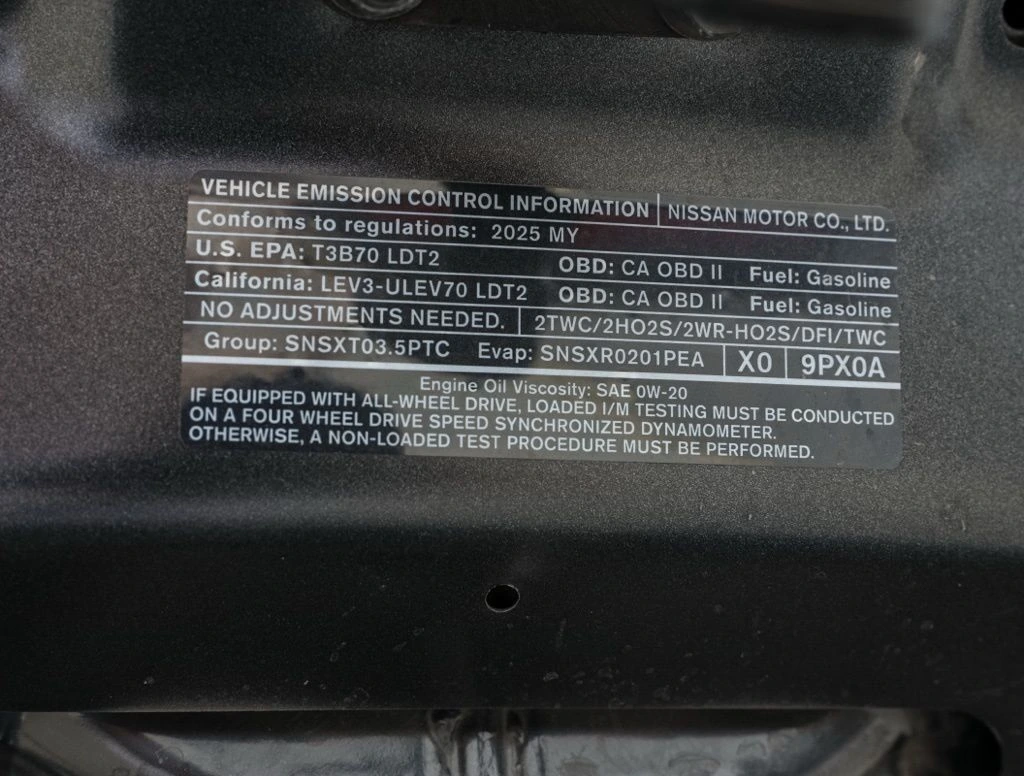 VEHICLE EMISSION CONTROL INFORMATION NISSAN MOTOR CO., LTD.
Conforms to regulations: 2025 MY
U.S. EPA: T3B70 LDT2 OBD: CA OBD II Fuel: Gasoline
California: LEV3-ULEV70 LDT2 OBD: CA OBD II Fuel: Gasoline
NO ADJUSTMENTS NEEDED. 2TWC/2HO2S/2WR-HO2S/DFI/TWC
Group: SNSXT03.5PTC Evap: SNSXR0201PEA X0 9PX0A
Engine Oil Viscosity: SAE 0W-20
IF EQUIPPED WITH ALL-WHEEL DRIVE, LOADED I/M TESTING MUST BE CONDUCTED
ON A FOUR WHEEL DRIVE SPEED SYNCHRONIZED DYNAMOMETER.
OTHERWISE, A NON-LOADED TEST PROCEDURE MUST BE PERFORMED.